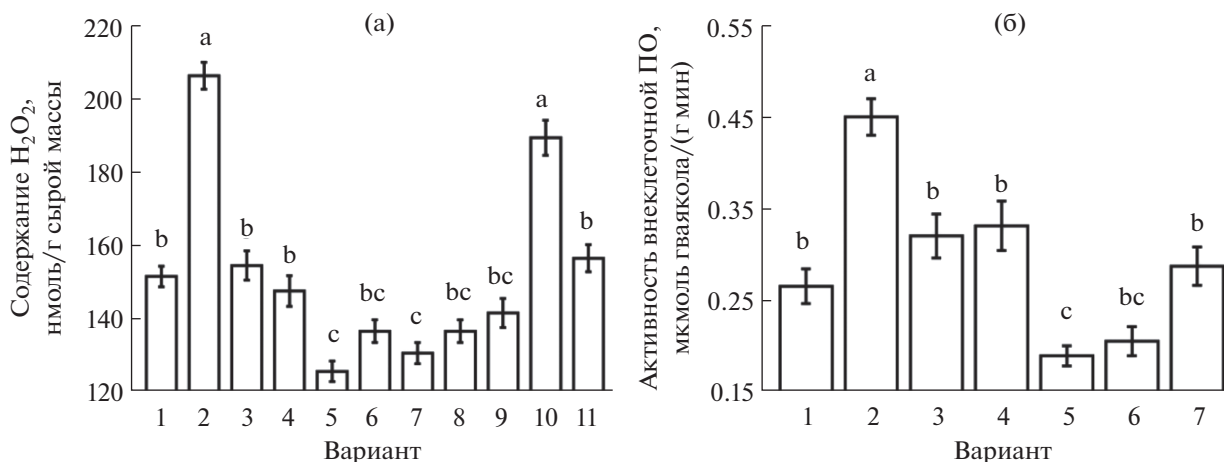 (а)
Содержание H₂O₂,
нмоль/г сырой массы
220
200
180
160
140
120
b
a
b
b
c
bc
c
bc
bc
a
b
1 2 3 4 5 6 7 8 9 10 11
Вариант
(б)
Активность внеклеточной ПО,
мкмоль гваякола/(г мин)
0.55
0.45
0.35
0.25
0.15
b
a
b
b
c
bc
b
1 2 3 4 5 6 7
Вариант